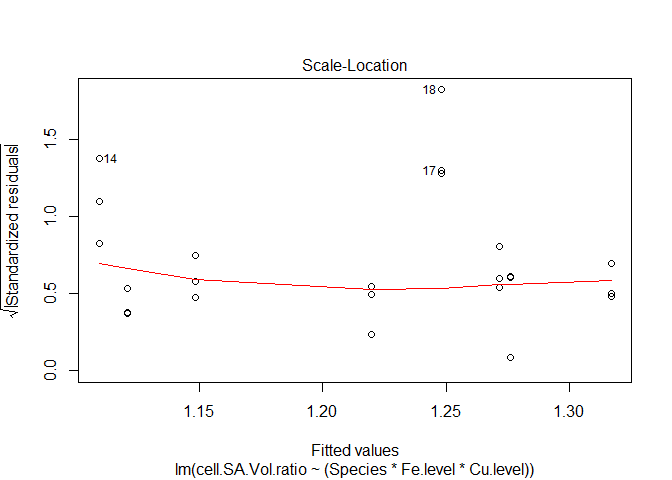 Scale-Location
√|Standardized residuals|
0.0 0.5 1.0 1.5
14
18
17
1.15 1.20 1.25 1.30
Fitted values
lm(cell.SA.Vol.ratio ~ (Species * Fe.level * Cu.level))